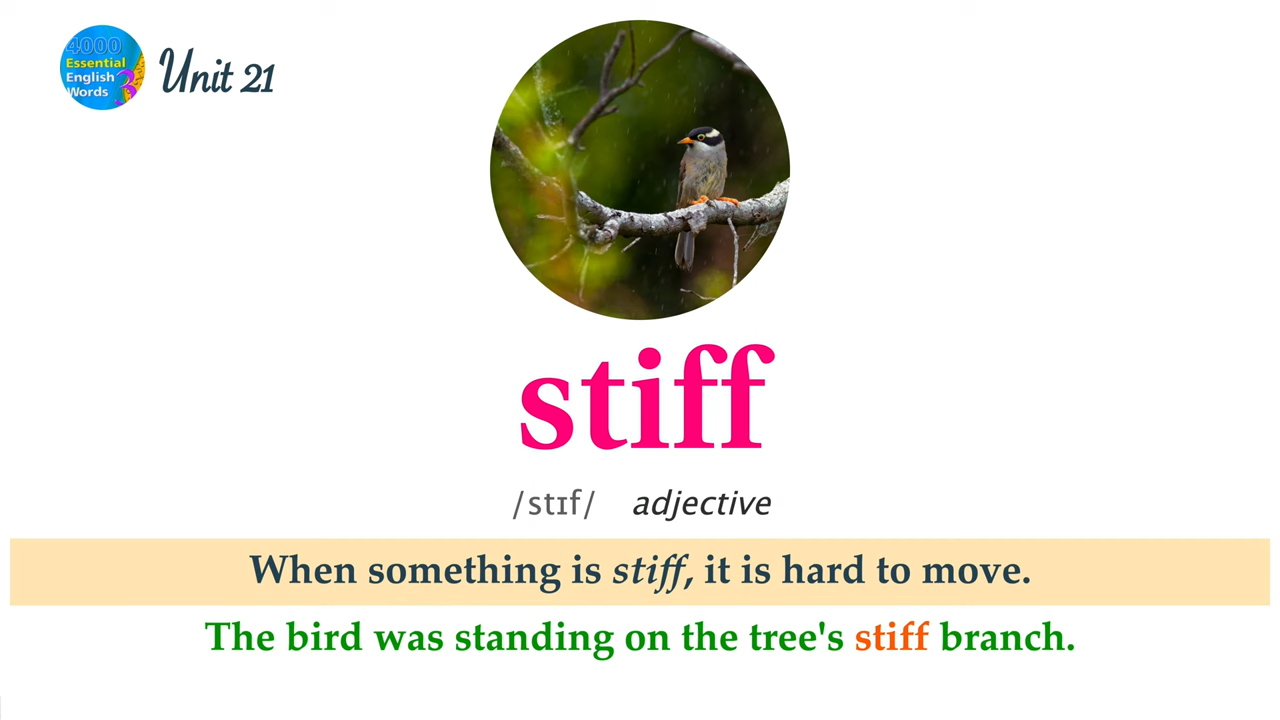 4000
Essential
English
Words 3
Unit 21
stiff
/stɪf/ adjective
When something is stiff, it is hard to move.
The bird was standing on the tree's stiff branch.